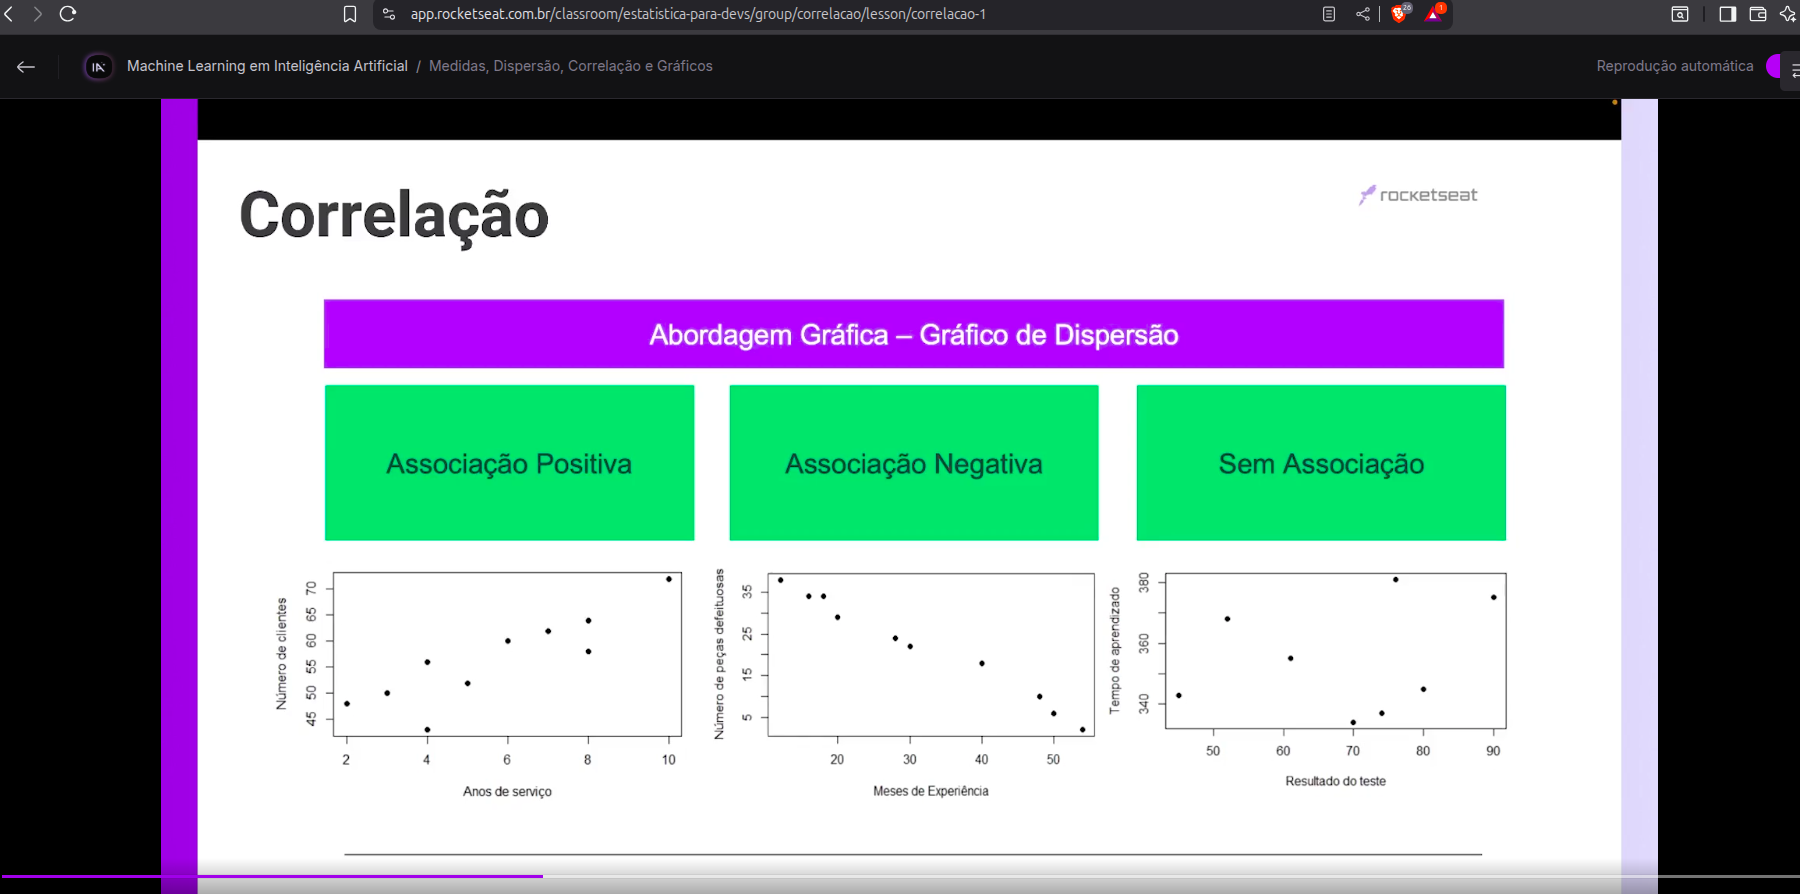 app.rocketseat.com.br/classroom/estatistica-para-devs/group/correlacao/lesson/correlacao-1
26
1
IA
Machine Learning em Inteligência Artificial / Medidas, Dispersão, Correlação e Gráficos
Reprodução automática
Correlação
rocketseat
Abordagem Gráfica – Gráfico de Dispersão
Associação Positiva
Associação Negativa
Sem Associação
Número de clientes
70
65
60
55
50
45
2 4 6 8 10
Anos de serviço
Número de peças defeituosas
35
25
15
5
20 30 40 50
Meses de Experiência
Tempo de aprendizado
380
360
340
50 60 70 80 90
Resultado do teste